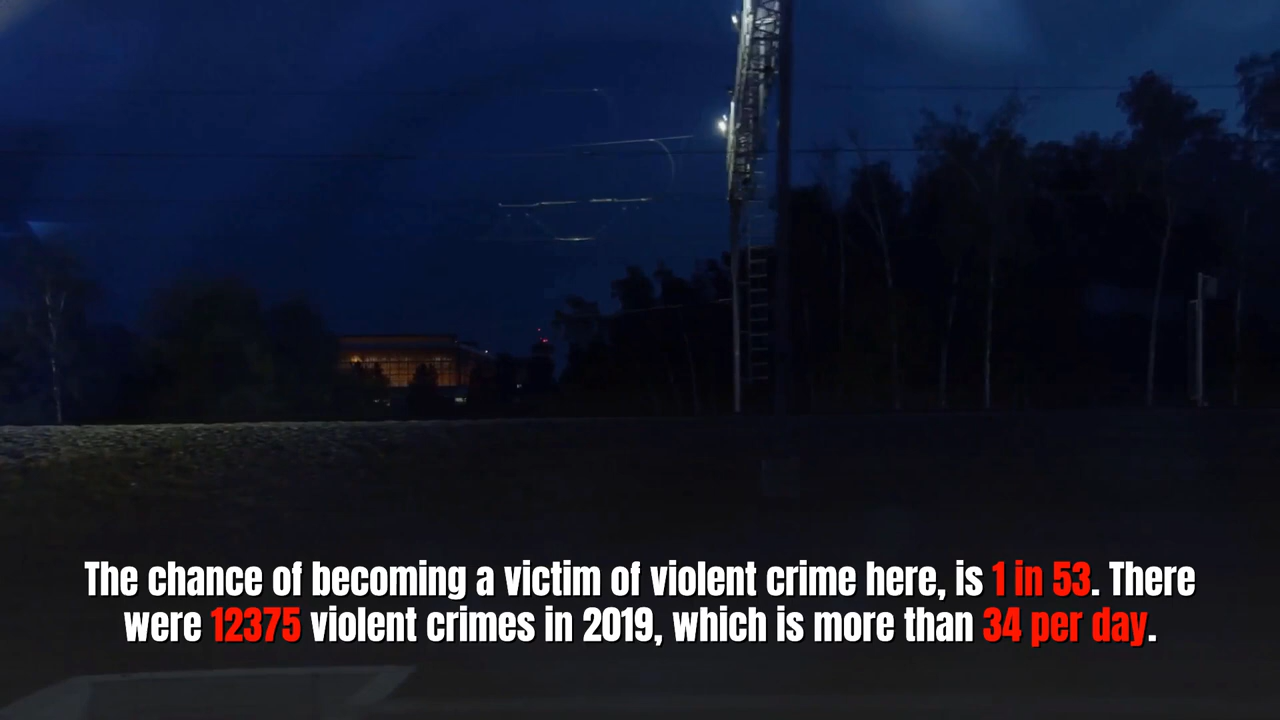 The chance of becoming a victim of violent crime here, is 1 in 53. There
were 12375 violent crimes in 2019, which is more than 34 per day.